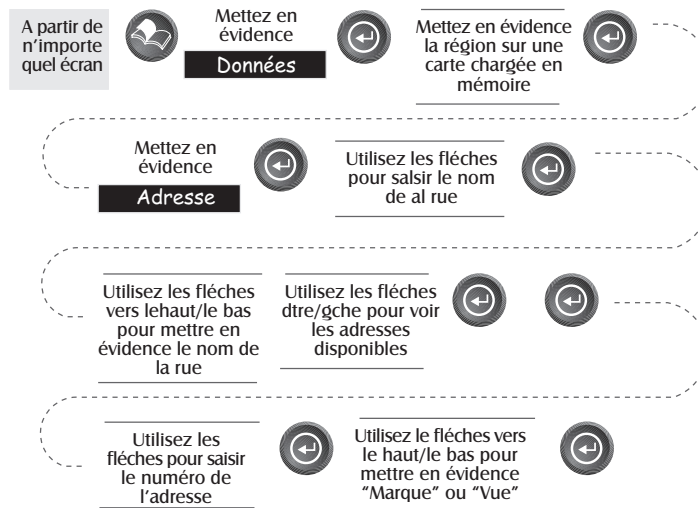 A partir de
n'importe
quel écran
Mettez en
évidence
Données
Mettez en évidence
la région sur une
carte chargée en
mémoire
Mettez en
évidence
Adresse
Utilisez les fléches
pour salsir le nom
de al rue
Utilisez les fléches
vers lehaut/le bas
pour mettre en
évidence le nom de
la rue
Utilisez les fléches
dtre/gche pour voir
les adresses
disponibles
Utilisez les
fléches pour saisir
le numéro de
l'adresse
Utilisez le fléches vers
le haut/le bas pour
mettre en évidence
“Marque” ou “Vue”